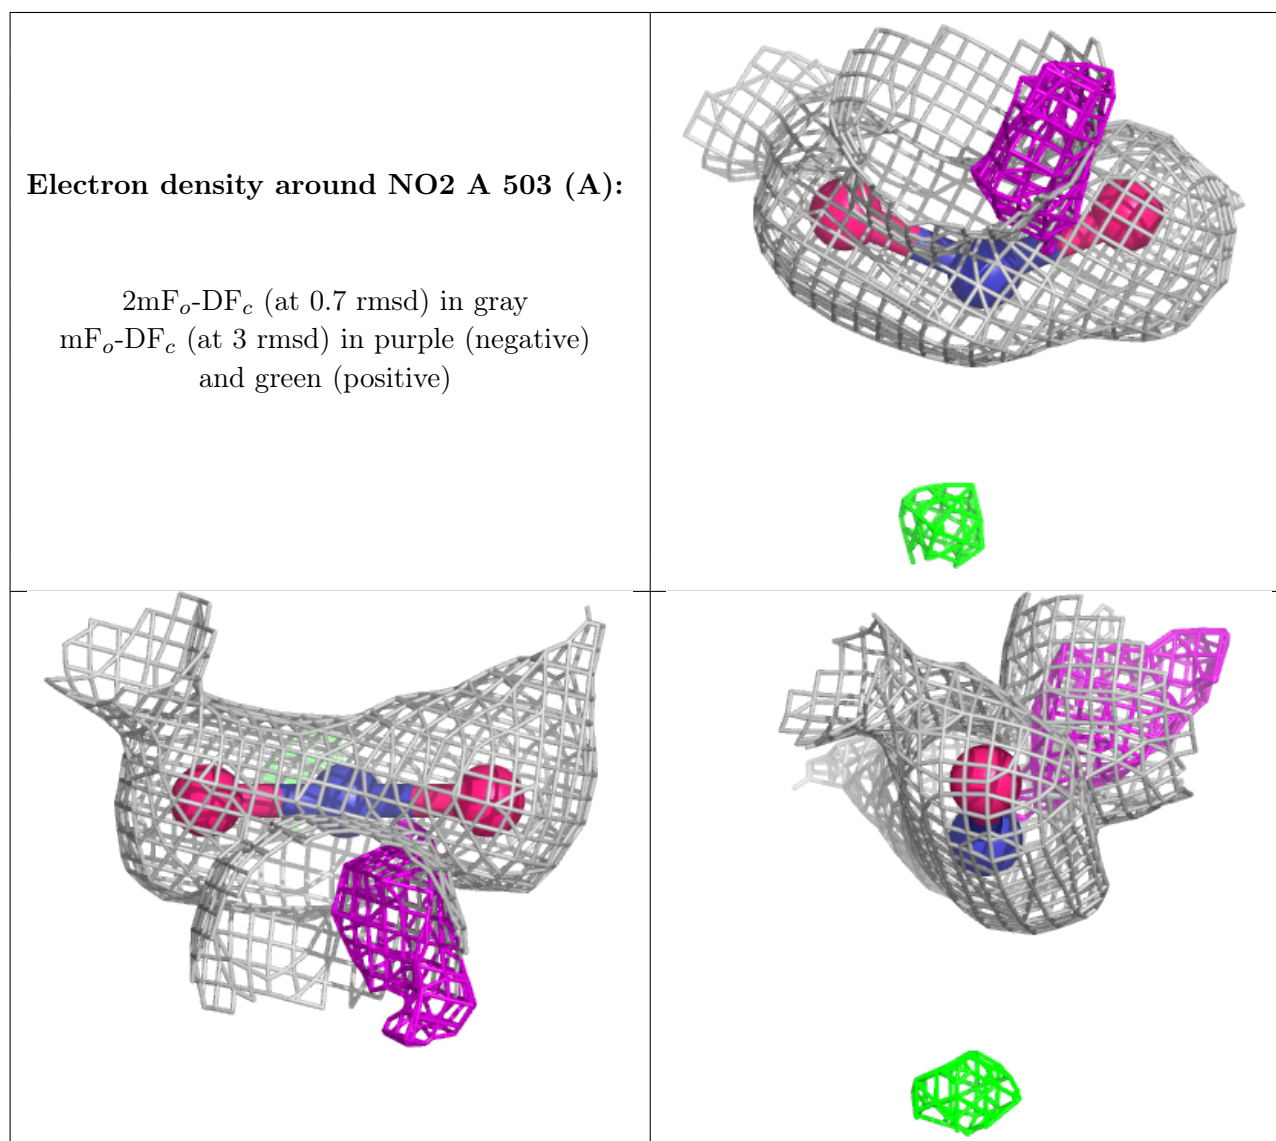 Electron density around NO2 A 503 (A):
2mFo-DFc (at 0.7 rmsd) in gray
mFo-DFc (at 3 rmsd) in purple (negative)
and green (positive)